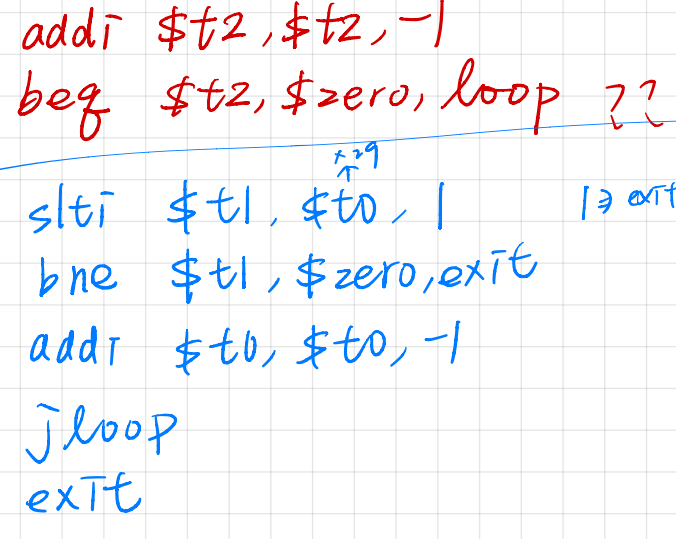 addi $t2, $t2, -1
beq $t2, $zero, loop ??
x29
slti $t1, $t0, 1
1 ⇒ exit
bne $t1, $zero, exit
addi $t0, $t0, -1
j loop
exit